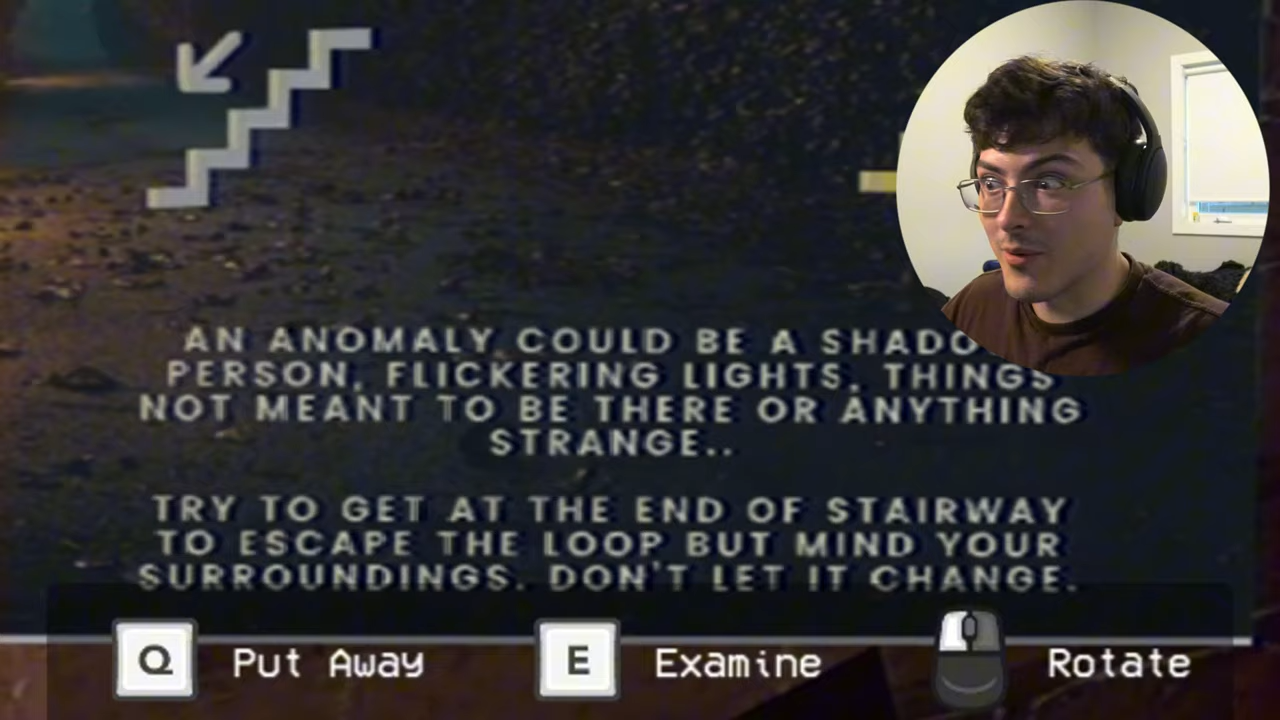 AN ANOMALY COULD BE A
PERSON, FLICKERING LIGHTS, THINGS
NOT MEANT TO BE THERE OR ANYTHING
STRANGE..
TRY TO GET AT THE END OF STAIRWAY
TO ESCAPE THE LOOP BUT MIND YOUR
SURROUNDINGS. DON'T LET IT CHANGE.
Q Put Away E Examine Rotate